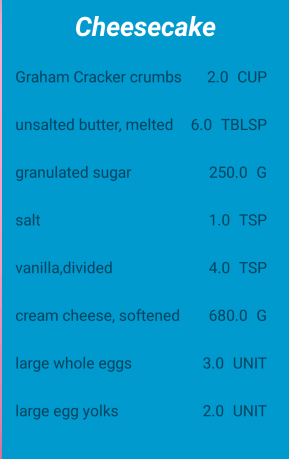 Cheesecake
Graham Cracker crumbs 2.0 CUP
unsalted butter, melted 6.0 TBLSP
granulated sugar 250.0 G
salt 1.0 TSP
vanilla,divided 4.0 TSP
cream cheese, softened 680.0 G
large whole eggs 3.0 UNIT
large egg yolks 2.0 UNIT